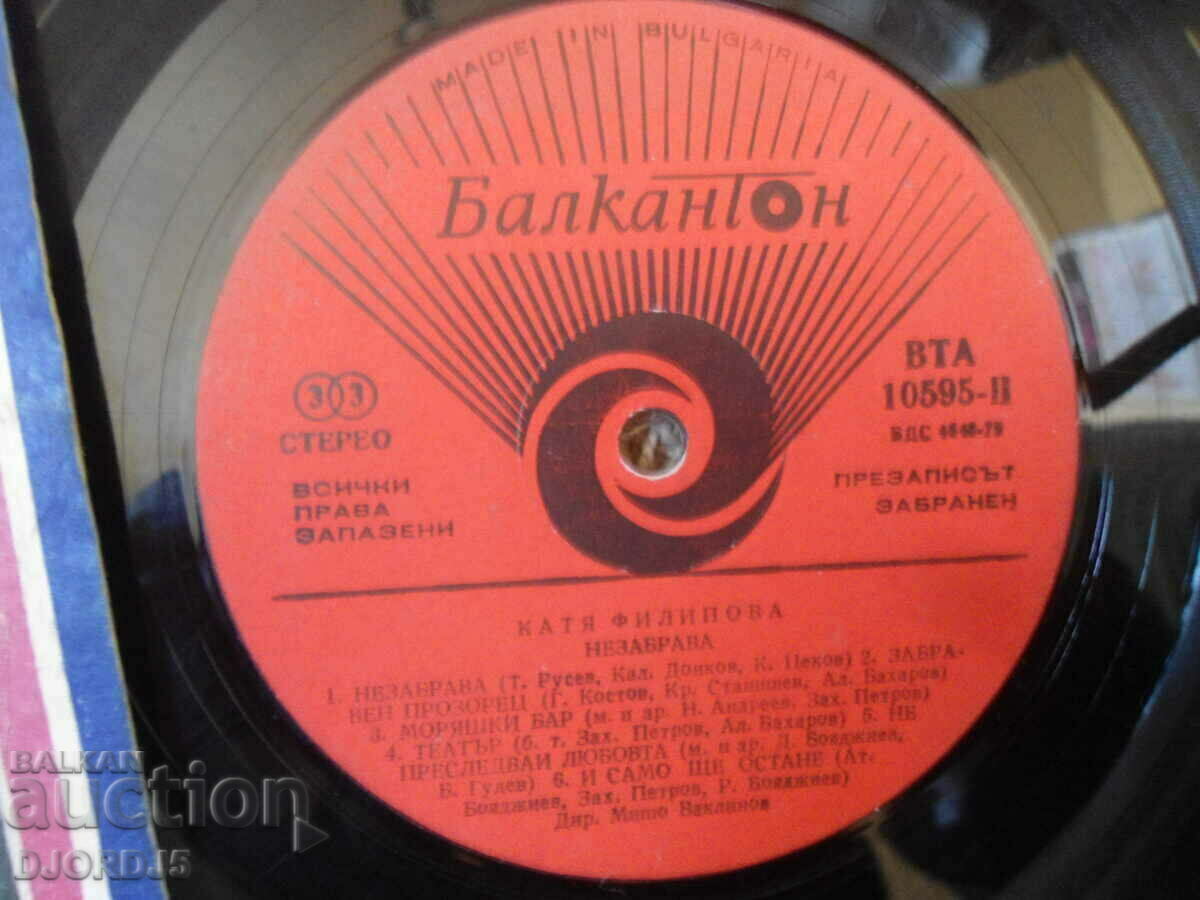 MADE IN BULGARIA
Балкантон
33
СТЕРЕО
ВСИЧКИ
ПРАВА
ЗАПАЗЕНИ
ВТА
10595-II
БДС 4840-79
ПРЕЗАПИСЪТ
ЗАБРАНЕН
КАТЯ ФИЛИПОВА
НЕЗАБРАВА
1. НЕЗАБРАВА (Т. Русев, Кал. Донков, К. Цеков) 2. ЗАБРА-
ВЕН ПРОЗОРЕЦ (Г. Костов, Кр. Станишев, Ал. Бахаров)
3. МОРЯШКИ БАР (м. и ар. Н. Андреев, Зах. Петров)
4. ТЕАТЪР (б. т. Зах. Петров, Ал. Бахаров) 5. НЕ
ПРЕСЛЕДВАЙ ЛЮБОВТА (м. и ар. Д. Бояджиев,
В. Гулев) 6. И САМО ЩЕ ОСТАНЕ (Ат.
Бояджиев, Зах. Петров, Р. Бояджиев)
Дир. Мишо Ваклинов
BALKAN
auction
DJORDJ5